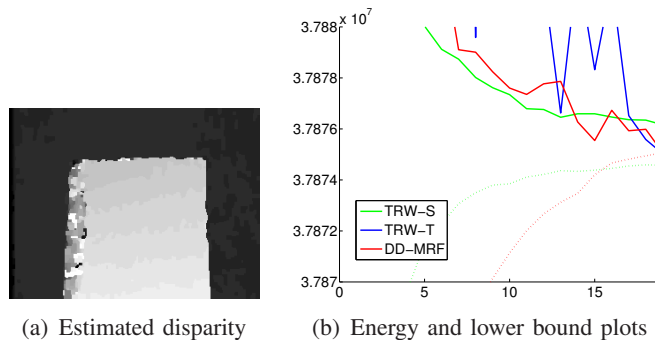 x 10^7
3.788
3.7878
3.7876
3.7874
3.7872
3.787
TRW-S
TRW-T
DD-MRF
0 5 10 15
(a) Estimated disparity
(b) Energy and lower bound plots